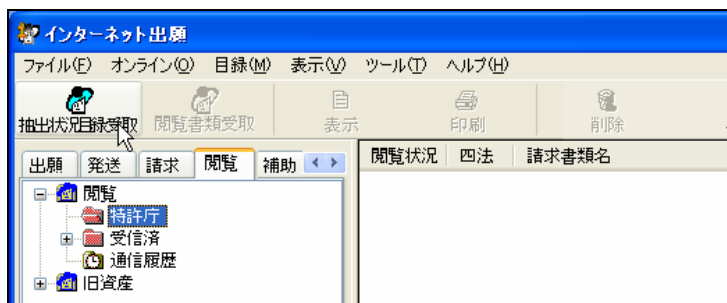 インターネット出願
ファイル(F) オンライン(O) 目録(M) 表示(V) ツール(T) ヘルプ(H)
抽出状況目録受取 閲覧書類受取 表示 印刷 削除
出願 発送 請求 閲覧 補助
閲覧状況 四法 請求書類名
閲覧
特許庁
受信済
通信履歴
旧資産